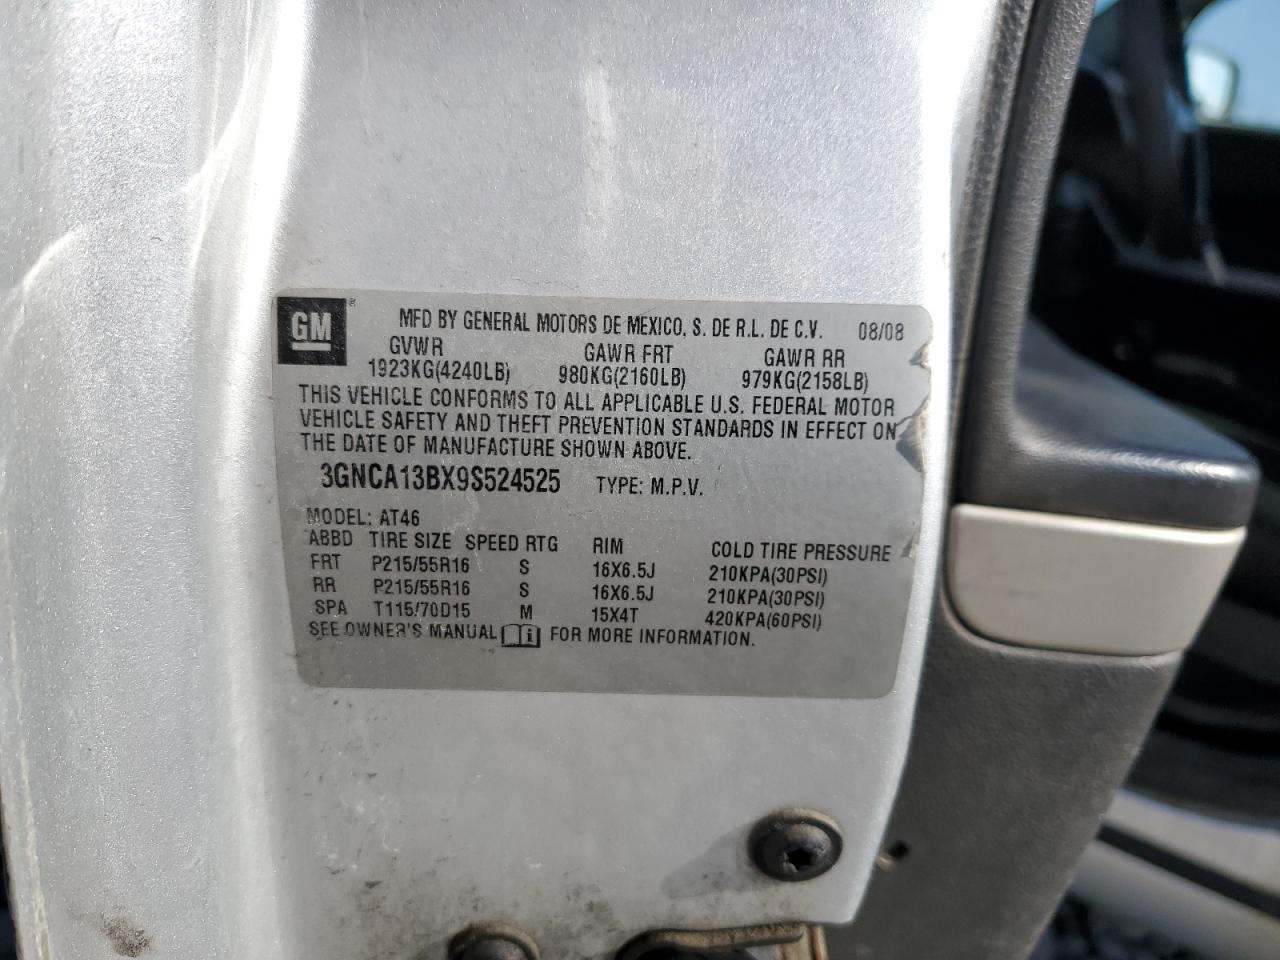 GM ® MFD BY GENERAL MOTORS DE MEXICO, S. DE R.L. DE C.V. 08/08
GVWR GAWR FRT GAWR RR
1923KG(4240LB) 980KG(2160LB) 979KG(2158LB)
THIS VEHICLE CONFORMS TO ALL APPLICABLE U.S. FEDERAL MOTOR
VEHICLE SAFETY AND THEFT PREVENTION STANDARDS IN EFFECT ON
THE DATE OF MANUFACTURE SHOWN ABOVE.
3GNCA13BX9S524525 TYPE: M.P.V.
MODEL: AT46
ABBD TIRE SIZE SPEED RTG RIM COLD TIRE PRESSURE
FRT P215/55R16 S 16X6.5J 210KPA(30PSI)
RR P215/55R16 S 16X6.5J 210KPA(30PSI)
SPA T115/70D15 M 15X4T 420KPA(60PSI)
SEE OWNER'S MANUAL FOR MORE INFORMATION.